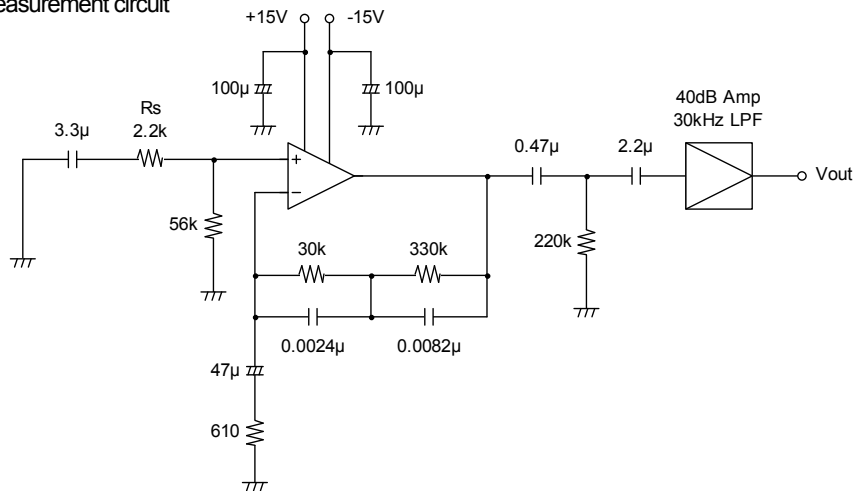 easurement circuit
+15V
-15V
100µ
100µ
Rs
2.2k
3.3µ
40dB Amp
30kHz LPF
0.47µ
2.2µ
+
−
Vout
56k
30k
330k
220k
0.0024µ
0.0082µ
47µ
610